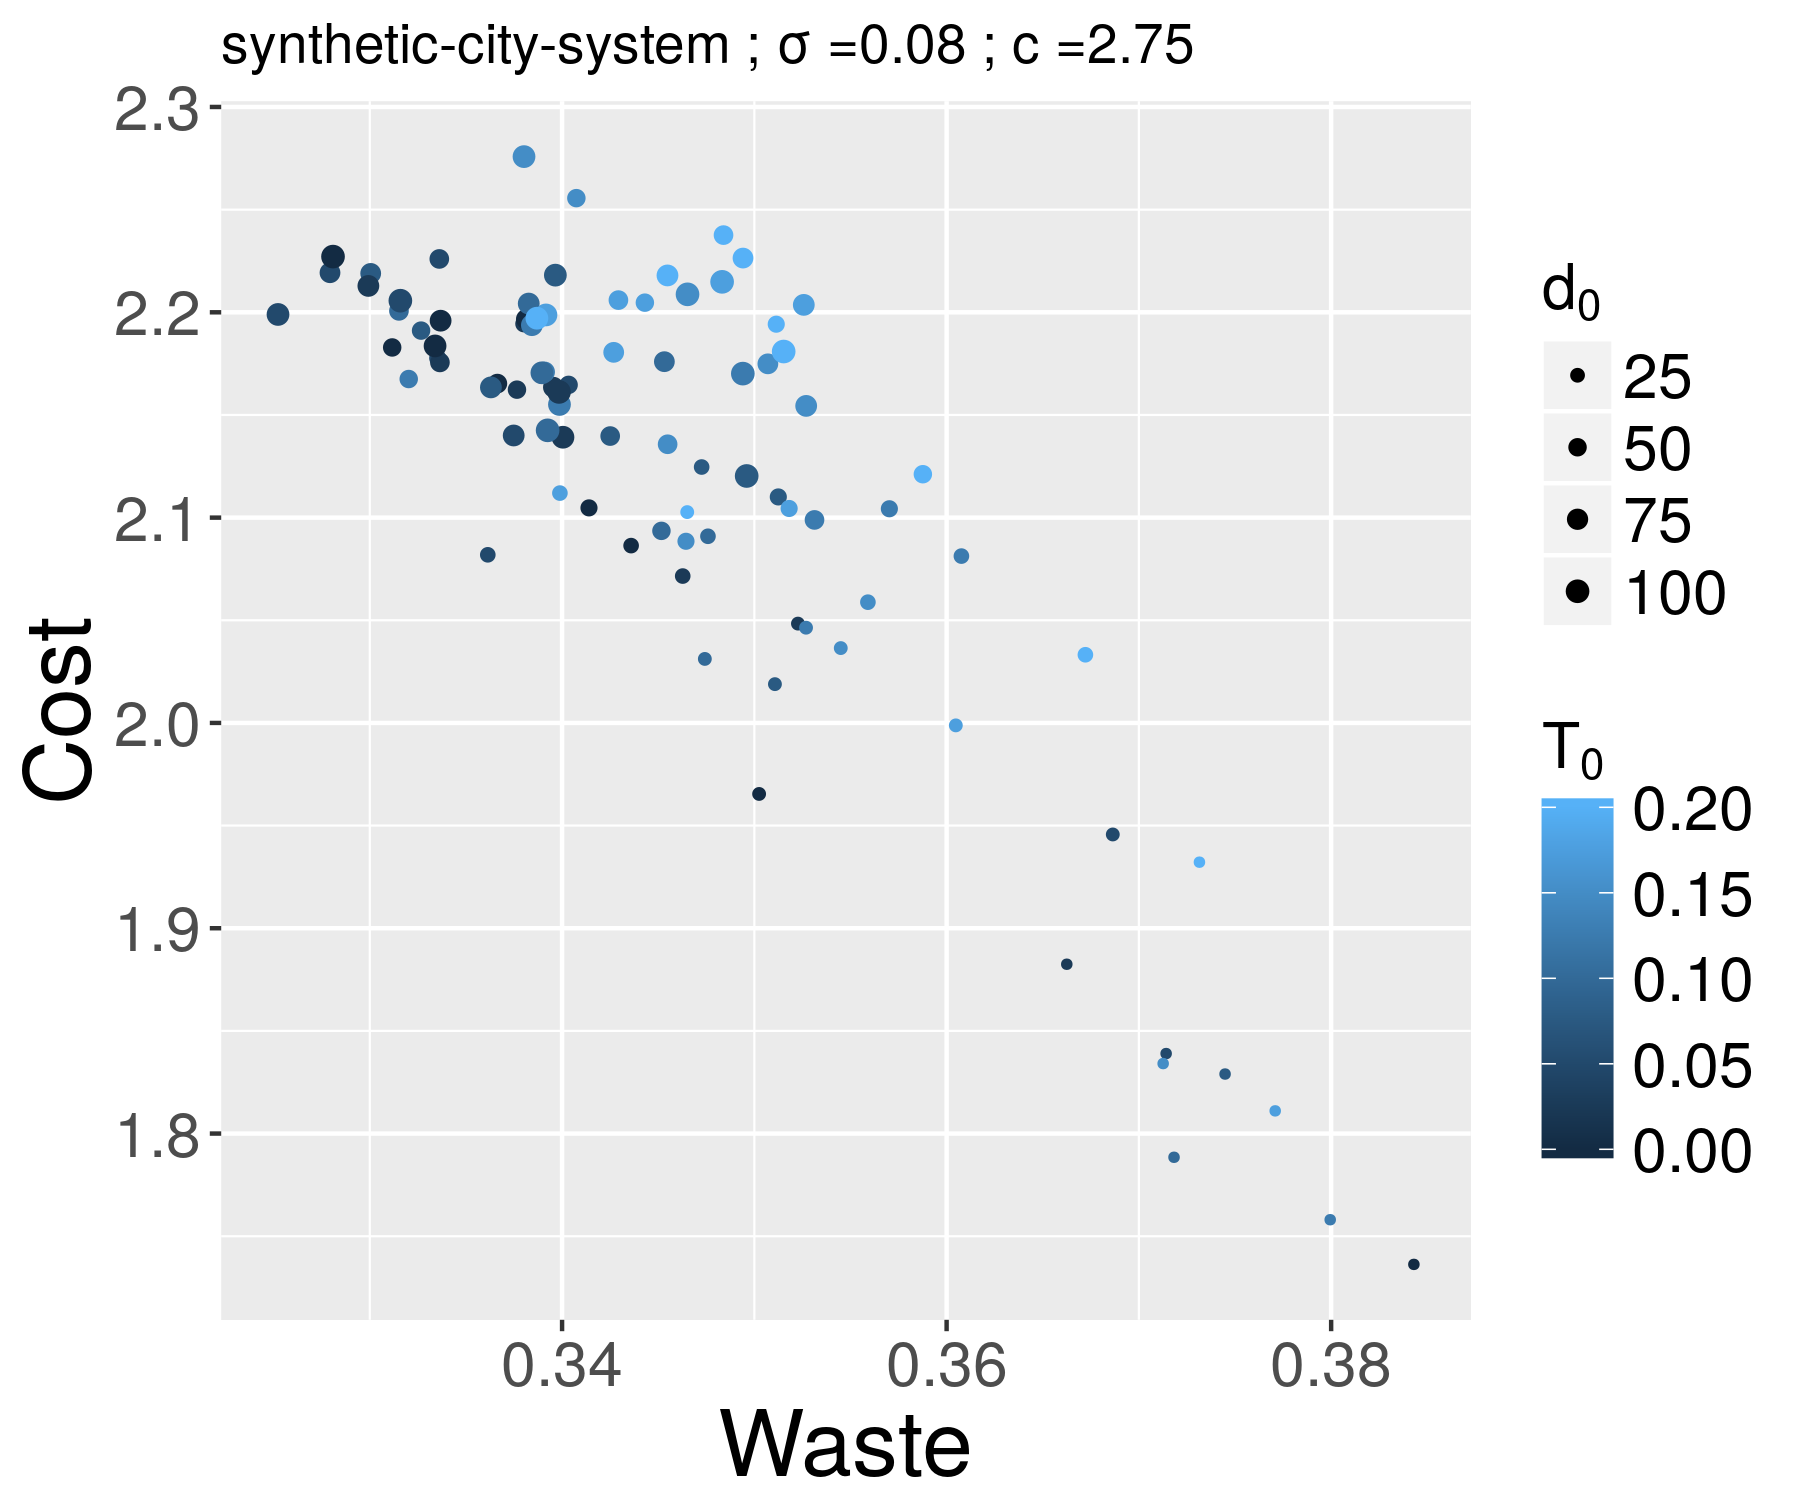 synthetic-city-system ; σ =0.08 ; c =2.75
2.3
2.2
2.1
2.0
1.9
1.8
Cost
0.34 0.36 0.38
Waste
d0
25
50
75
100
T0
0.20
0.15
0.10
0.05
0.00